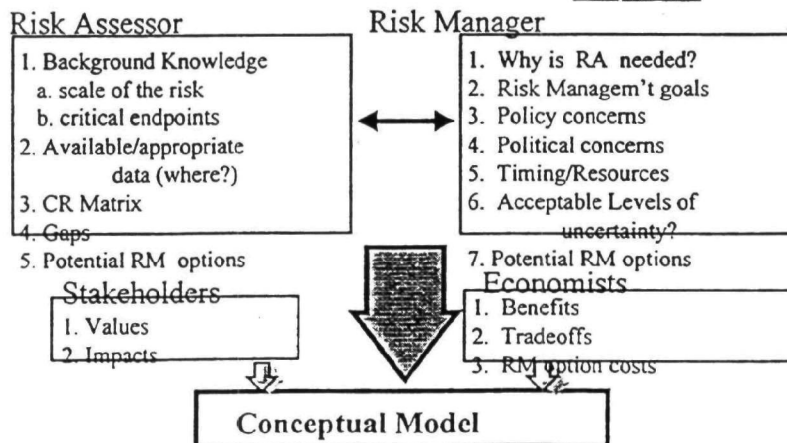 Risk Assessor
1. Background Knowledge
a. scale of the risk
b. critical endpoints
2. Available/appropriate
data (where?)
3. CR Matrix
4. Gaps
5. Potential RM options
Risk Manager
1. Why is RA needed?
2. Risk Managem't goals
3. Policy concerns
4. Political concerns
5. Timing/Resources
6. Acceptable Levels of
uncertainty?
7. Potential RM options
Stakeholders
1. Values
2. Impacts
Economists
1. Benefits
2. Tradeoffs
3. RM option costs
Conceptual Model